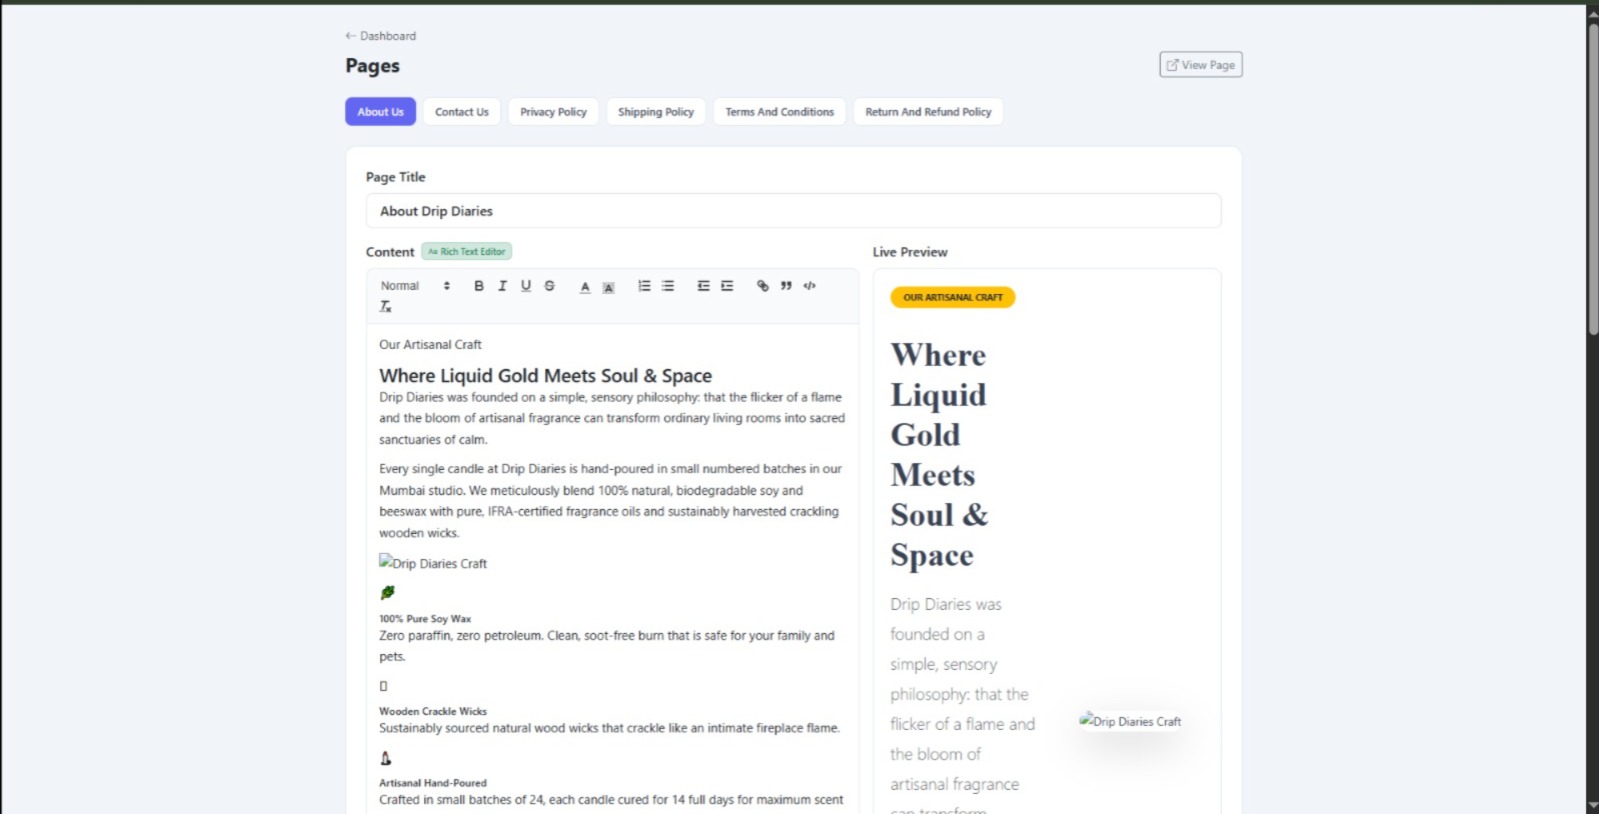 ← Dashboard
Pages
View Page
About Us
Contact Us
Privacy Policy
Shipping Policy
Terms And Conditions
Return And Refund Policy
Page Title
About Drip Diaries
Content
Aa Rich Text Editor
Normal
B I U S A A
Our Artisanal Craft
Where Liquid Gold Meets Soul & Space
Drip Diaries was founded on a simple, sensory philosophy: that the flicker of a flame
and the bloom of artisanal fragrance can transform ordinary living rooms into sacred
sanctuaries of calm.
Every single candle at Drip Diaries is hand-poured in small numbered batches in our
Mumbai studio. We meticulously blend 100% natural, biodegradable soy and
beeswax with pure, IFRA-certified fragrance oils and sustainably harvested crackling
wooden wicks.
Drip Diaries Craft
100% Pure Soy Wax
Zero paraffin, zero petroleum. Clean, soot-free burn that is safe for your family and
pets.
Wooden Crackle Wicks
Sustainably sourced natural wood wicks that crackle like an intimate fireplace flame.
Artisanal Hand-Poured
Crafted in small batches of 24, each candle cured for 14 full days for maximum scent
Live Preview
OUR ARTISANAL CRAFT
Where
Liquid
Gold
Meets
Soul &
Space
Drip Diaries was
founded on a
simple, sensory
philosophy: that the
flicker of a flame and
the bloom of
artisanal fragrance
can transform
Drip Diaries Craft